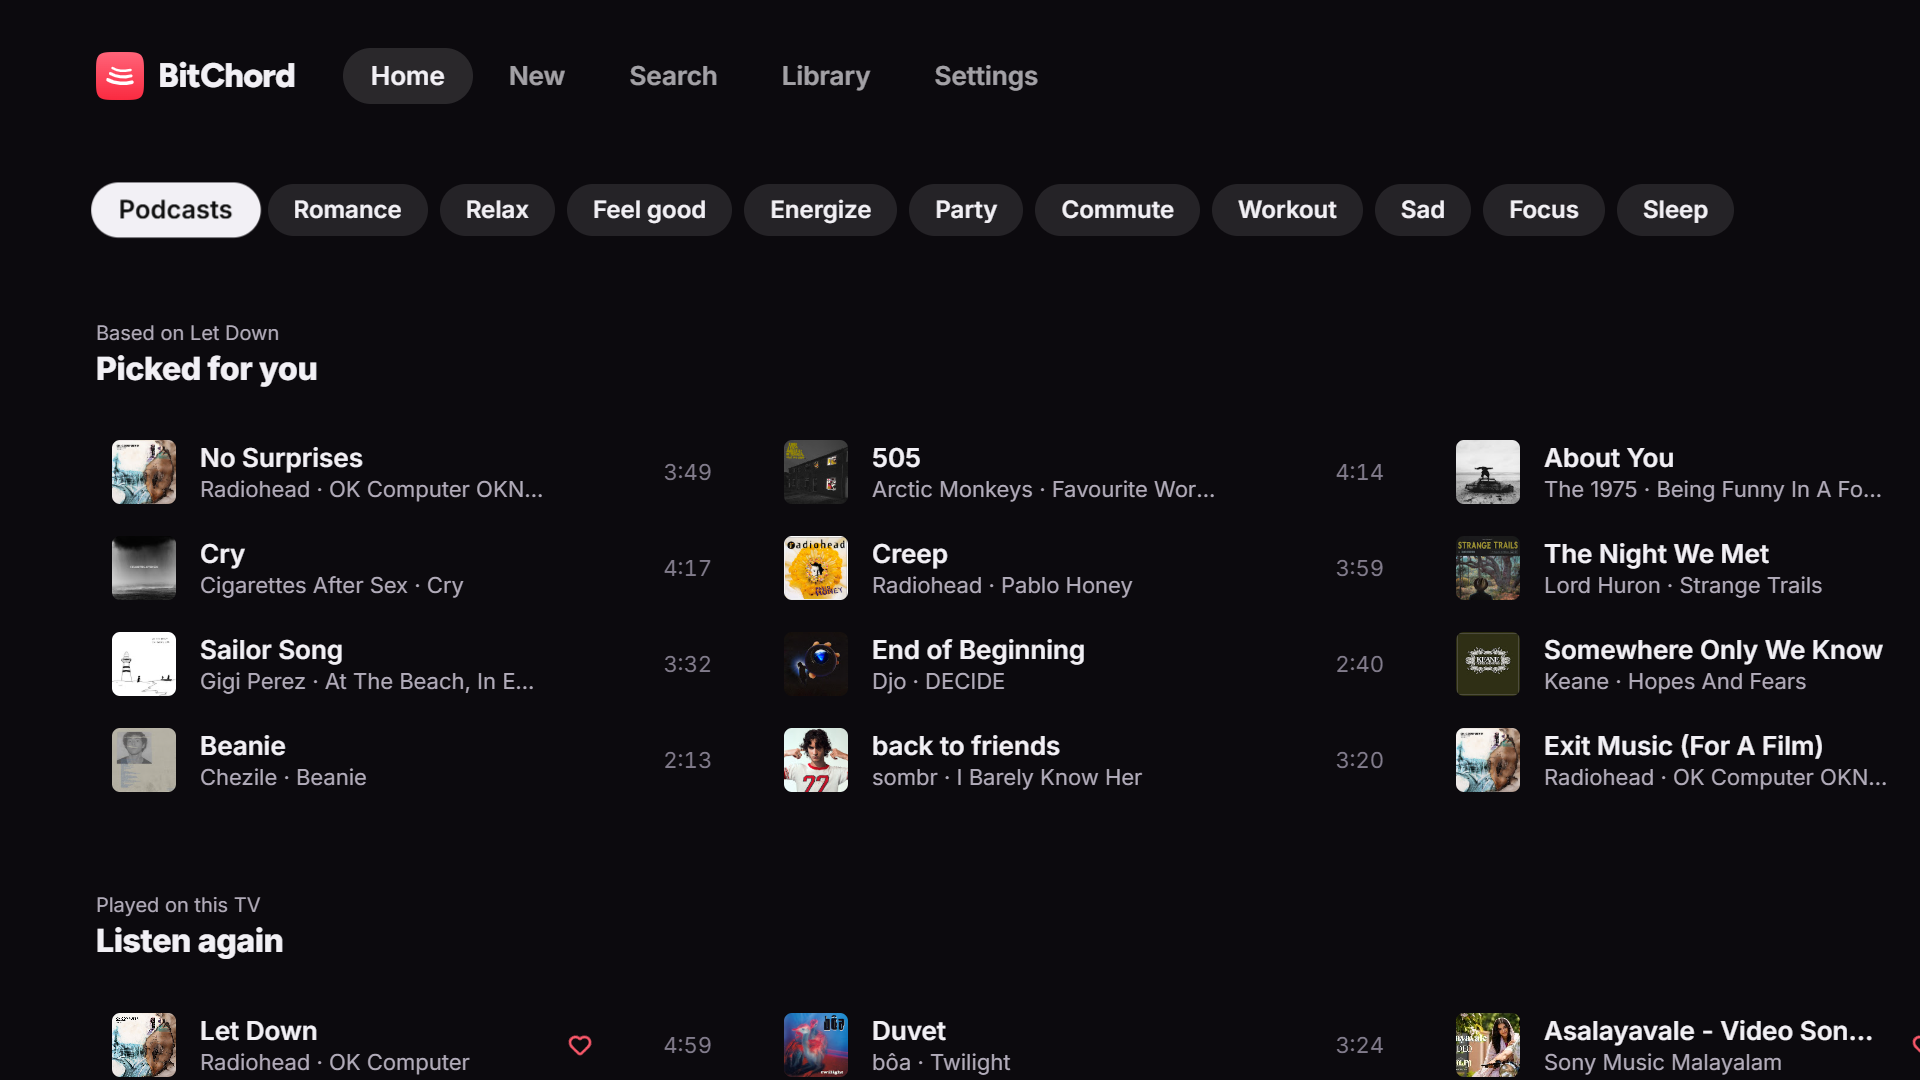 BitChord
Home
New
Search
Library
Settings
Podcasts
Romance
Relax
Feel good
Energize
Party
Commute
Workout
Sad
Focus
Sleep
Based on Let Down
Picked for you
No Surprises
Radiohead · OK Computer OKN...
3:49
505
Arctic Monkeys · Favourite Wor...
4:14
About You
The 1975 · Being Funny In A Fo...
Cry
Cigarettes After Sex · Cry
4:17
radiohead
Creep
Radiohead · Pablo Honey
3:59
STRANGE TRAILS
The Night We Met
Lord Huron · Strange Trails
Sailor Song
Gigi Perez · At The Beach, In E...
3:32
End of Beginning
Djo · DECIDE
2:40
KEANE
Somewhere Only We Know
Keane · Hopes And Fears
Beanie
Chezile · Beanie
2:13
22
back to friends
sombr · I Barely Know Her
3:20
Exit Music (For A Film)
Radiohead · OK Computer OKN...
Played on this TV
Listen again
Let Down
Radiohead · OK Computer
4:59
bôa
twilight
Duvet
bôa · Twilight
3:24
Asalayavale - Video Son...
Sony Music Malayalam